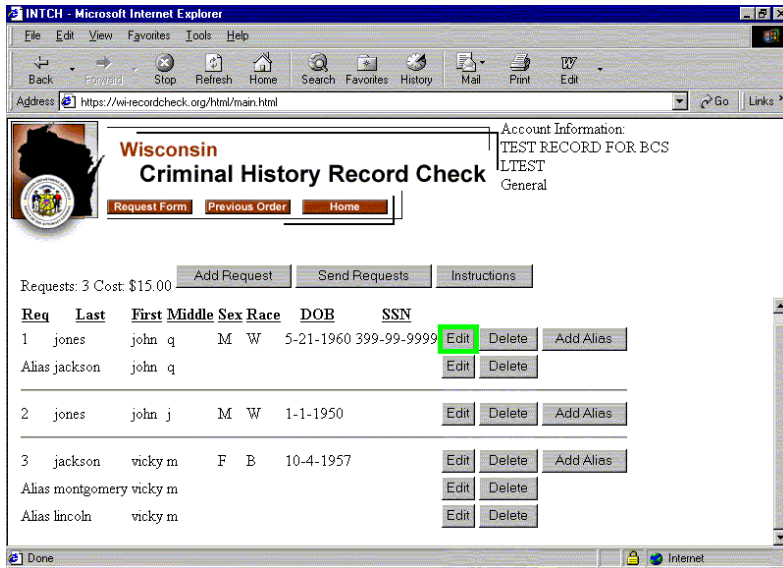 INTCH - Microsoft Internet Explorer
File Edit View Favorites Tools Help
Back Forward Stop Refresh Home Search Favorites History Mail Print Edit
Address https://wi-recordcheck.org/html/main.html Go Links
Account Information:
TEST RECORD FOR BCS
LTEST
General
Wisconsin
Criminal History Record Check
Request Form Previous Order Home
Requests: 3 Cost: $15.00 Add Request Send Requests Instructions
Req Last First Middle Sex Race DOB SSN
1 jones john q M W 5-21-1960 399-99-9999 Edit Delete Add Alias
Alias jackson john q Edit Delete
2 jones john j M W 1-1-1950 Edit Delete Add Alias
3 jackson vicky m F B 10-4-1957 Edit Delete Add Alias
Alias montgomery vicky m Edit Delete
Alias lincoln vicky m Edit Delete
Done Internet